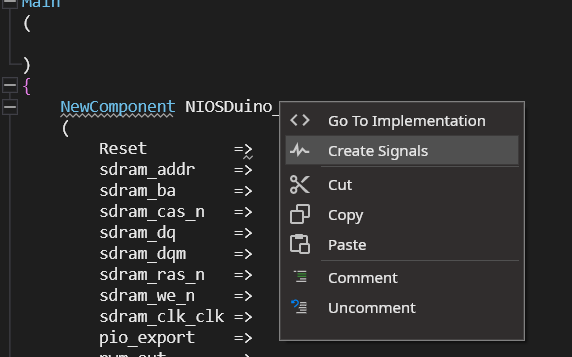 Main
(
)
{
NewComponent NIOSDuino_
(
Reset =>
sdram_addr =>
sdram_ba =>
sdram_cas_n =>
sdram_dq =>
sdram_dqm =>
sdram_ras_n =>
sdram_we_n =>
sdram_clk_clk =>
pio_export =>
Go To Implementation
Create Signals
Cut
Copy
Paste
Comment
Uncomment